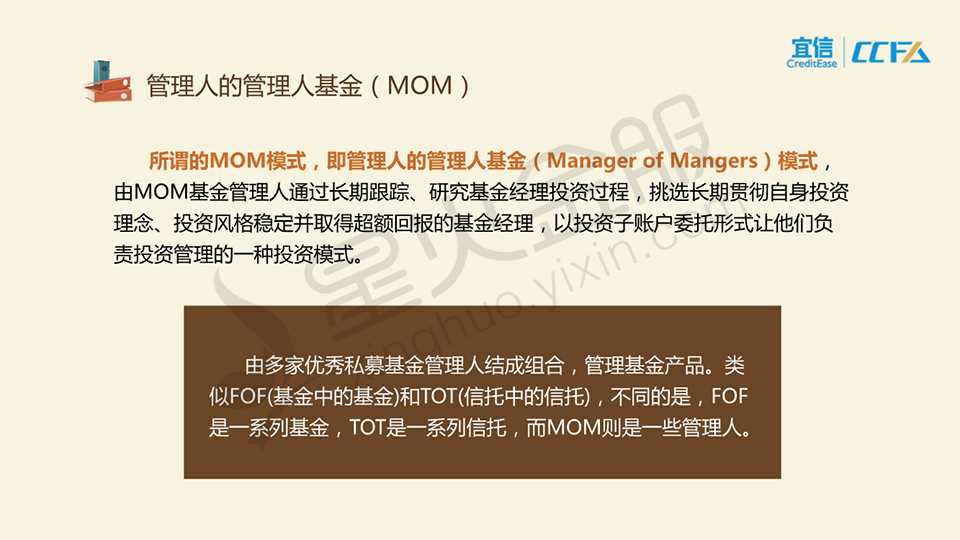 宜信
CreditEase
CCFA
管理人的管理人基金（MOM）
所谓的MOM模式，即管理人的管理人基金（Manager of Mangers）模式，
由MOM基金管理人通过长期跟踪、研究基金经理投资过程，挑选长期贯彻自身投资
理念、投资风格稳定并取得超额回报的基金经理，以投资子账户委托形式让他们负
责投资管理的一种投资模式。
星火金服
xinghuo.yixin.com
由多家优秀私募基金管理人结成组合，管理基金产品。类
似FOF(基金中的基金)和TOT(信托中的信托)，不同的是，FOF
是一系列基金，TOT是一系列信托，而MOM则是一些管理人。